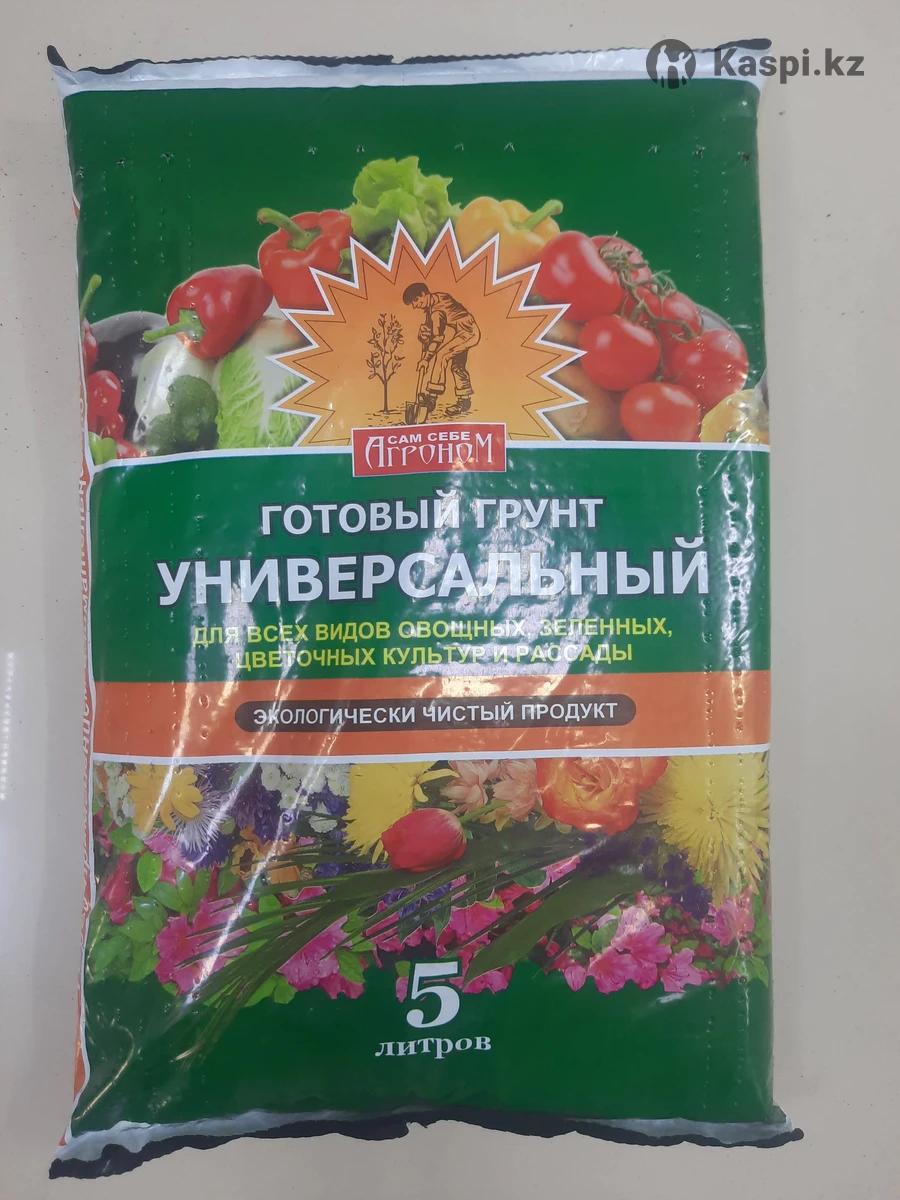 Kaspi.kz
САМ СЕБЕ
АГРОНОМ
ГОТОВЫЙ ГРУНТ
УНИВЕРСАЛЬНЫЙ
ДЛЯ ВСЕХ ВИДОВ ОВОЩНЫХ, ЗЕЛЕННЫХ,
ЦВЕТОЧНЫХ КУЛЬТУР И РАССАДЫ
ЭКОЛОГИЧЕСКИ ЧИСТЫЙ ПРОДУКТ
5
литров